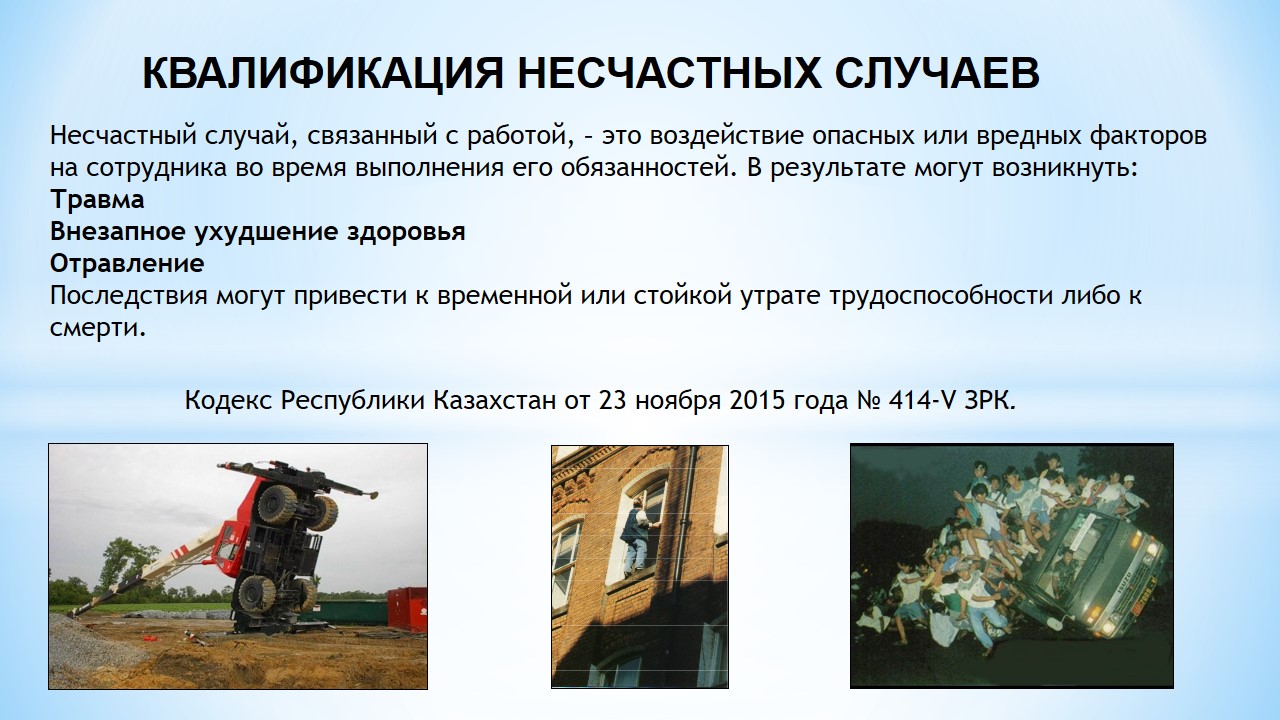 КВАЛИФИКАЦИЯ НЕСЧАСТНЫХ СЛУЧАЕВ
Несчастный случай, связанный с работой, – это воздействие опасных или вредных факторов
на сотрудника во время выполнения его обязанностей. В результате могут возникнуть:
Травма
Внезапное ухудшение здоровья
Отравление
Последствия могут привести к временной или стойкой утрате трудоспособности либо к
смерти.
Кодекс Республики Казахстан от 23 ноября 2015 года № 414-V ЗРК.
ISUZU